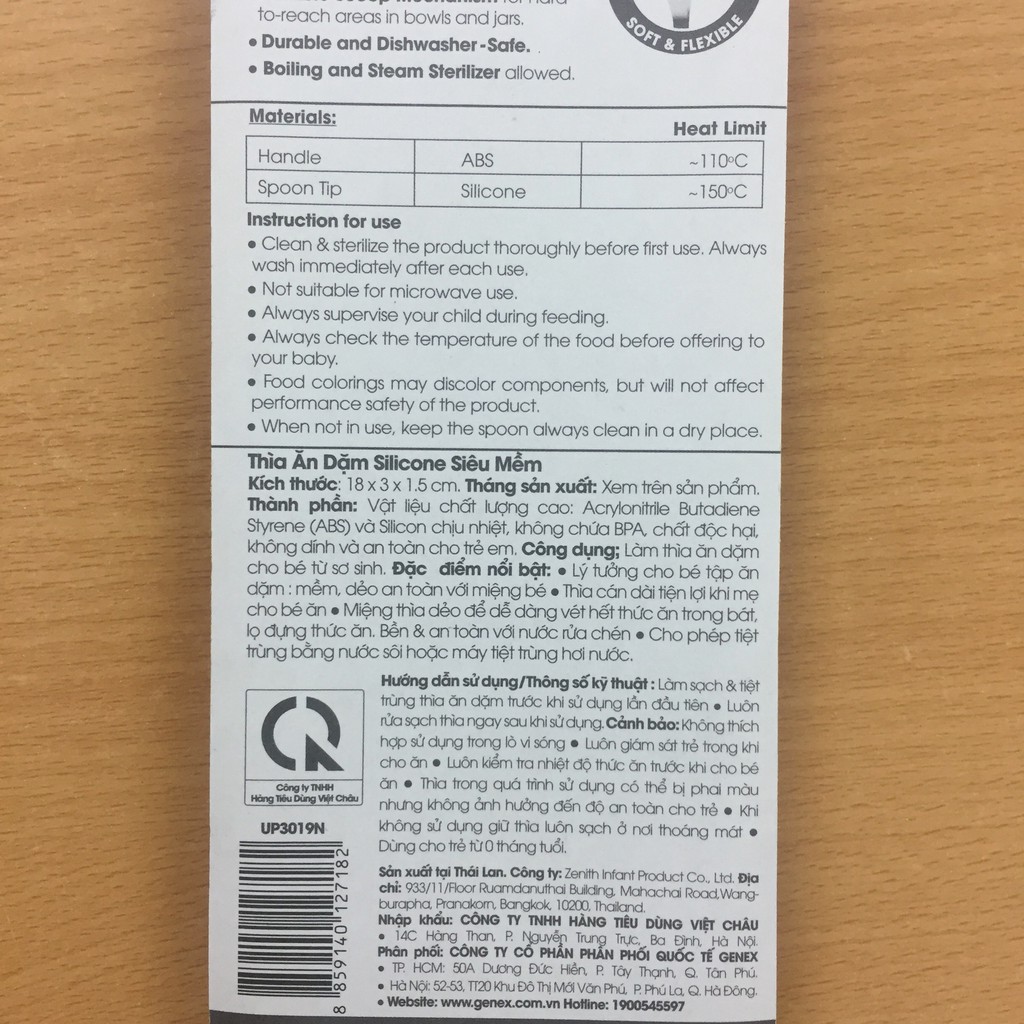 to-reach areas in bowls and jars.
• Durable and Dishwasher-Safe.
• Boiling and Steam Sterilizer allowed.
SOFT & FLEXIBLE
Materials:
Heat Limit
Handle ABS ~110ºC
Spoon Tip Silicone ~150ºC
Instruction for use
• Clean & sterilize the product thoroughly before first use. Always
wash immediately after each use.
• Not suitable for microwave use.
• Always supervise your child during feeding.
• Always check the temperature of the food before offering to
your baby.
• Food colorings may discolor components, but will not affect
performance safety of the product.
• When not in use, keep the spoon always clean in a dry place.
Thìa Ăn Dặm Silicone Siêu Mềm
Kích thước: 18 x 3 x 1.5 cm. Tháng sản xuất: Xem trên sản phẩm.
Thành phần: Vật liệu chất lượng cao: Acrylonitrile Butadiene
Styrene (ABS) và Silicon chịu nhiệt, không chứa BPA, chất độc hại,
không dính và an toàn cho trẻ em. Công dụng; Làm thìa ăn dặm
cho bé từ sơ sinh. Đặc điểm nổi bật: • Lý tưởng cho bé tập ăn
dặm : mềm, dẻo an toàn với miệng bé • Thìa cán dài tiện lợi khi mẹ
cho bé ăn • Miệng thìa dẻo để dễ dàng vét hết thức ăn trong bát,
lọ đựng thức ăn. Bền & an toàn với nước rửa chén • Cho phép tiệt
trùng bằng nước sôi hoặc máy tiệt trùng hơi nước.
Hướng dẫn sử dụng/Thông số kỹ thuật : Làm sạch & tiệt
trùng thìa ăn dặm trước khi sử dụng lần đầu tiên • Luôn
rửa sạch thìa ngay sau khi sử dụng. Cảnh báo: Không thích
hợp sử dụng trong lò vi sóng • Luôn giám sát trẻ trong khi
cho ăn • Luôn kiểm tra nhiệt độ thức ăn trước khi cho bé
ăn • Thìa trong quá trình sử dụng có thể bị phai màu
nhưng không ảnh hưởng đến độ an toàn cho trẻ • Khi
không sử dụng giữ thìa luôn sạch ở nơi thoáng mát •
Dùng cho trẻ từ 0 tháng tuổi.
Công ty TNHH
Hàng Tiêu Dùng Việt Châu
UP3019N
8 859140 127182
Sản xuất tại Thái Lan. Công ty: Zenith Infant Product Co., Ltd. Địa
chỉ: 933/11/Floor Ruamdanuthai Building, Mahachai Road,Wang-
burapha, Pranakorn, Bangkok, 10200, Thailand.
Nhập khẩu: CÔNG TY TNHH HÀNG TIÊU DÙNG VIỆT CHÂU
• 14C Hàng Than, P. Nguyễn Trung Trực, Ba Đình, Hà Nội.
Phân phối: CÔNG TY CỔ PHẦN PHÂN PHỐI QUỐC TẾ GENEX
• TP. HCM: 50A Dương Đức Hiền, P. Tây Thạnh, Q. Tân Phú.
• Hà Nội: 52-53, TT20 Khu Đô Thị Mới Văn Phú, P. Phú La, Q. Hà Đông.
• Website: www.genex.com.vn Hotline: 1900545597